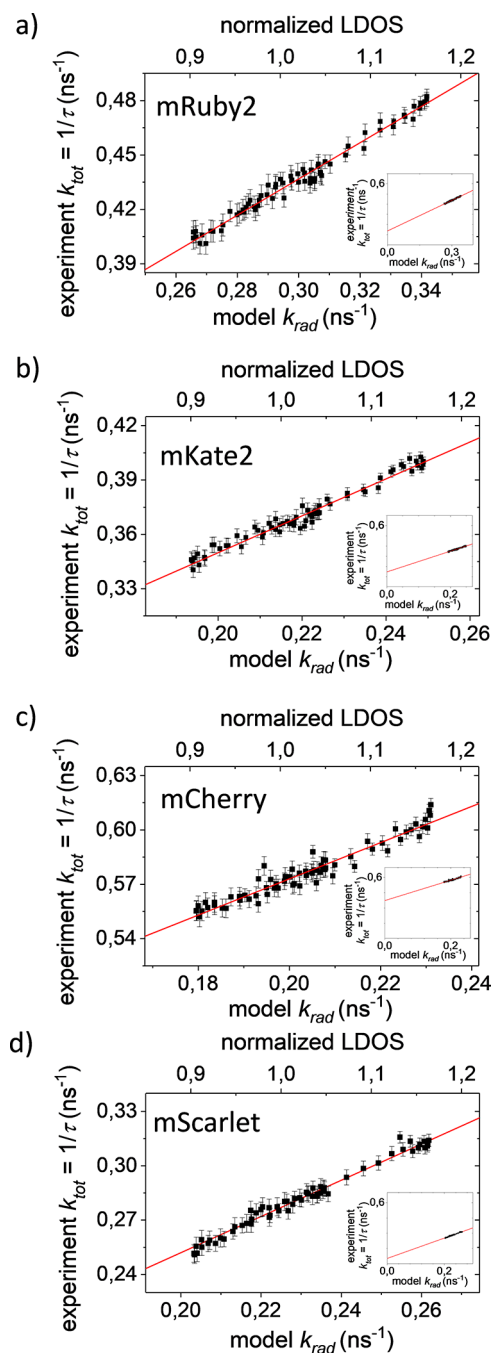 a)
normalized LDOS
0,9 1,0 1,1 1,2
mRuby2
experiment k_tot = 1/τ (ns⁻¹)
0,48
0,45
0,42
0,39
experiment
k_tot = 1/τ (ns⁻¹)
0,6
0,0 0,3
model k_rad (ns⁻¹)
0,26 0,28 0,30 0,32 0,34
model k_rad (ns⁻¹)
b)
normalized LDOS
0,9 1,0 1,1 1,2
mKate2
experiment k_tot = 1/τ (ns⁻¹)
0,42
0,39
0,36
0,33
experiment
k_tot = 1/τ (ns⁻¹)
0,6
0,0 0,2
model k_rad (ns⁻¹)
0,20 0,22 0,24 0,26
model k_rad (ns⁻¹)
c)
normalized LDOS
0,9 1,0 1,1 1,2
mCherry
experiment k_tot = 1/τ (ns⁻¹)
0,63
0,60
0,57
0,54
experiment
k_tot = 1/τ (ns⁻¹)
0,6
0,0 0,2
model k_rad (ns⁻¹)
0,18 0,20 0,22 0,24
model k_rad (ns⁻¹)
d)
normalized LDOS
0,9 1,0 1,1 1,2
mScarlet
experiment k_tot = 1/τ (ns⁻¹)
0,33
0,30
0,27
0,24
experiment
k_tot = 1/τ (ns⁻¹)
0,6
0,0 0,2
model k_rad (ns⁻¹)
0,20 0,22 0,24 0,26
model k_rad (ns⁻¹)